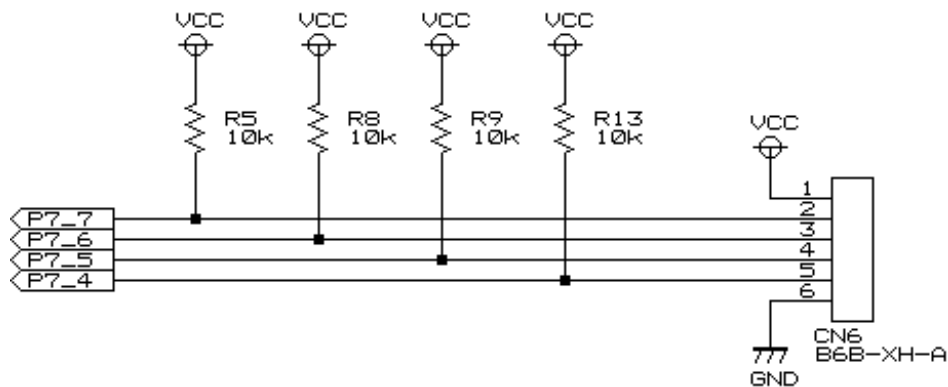 VCC VCC VCC VCC
R5 R8 R9 R13
10k 10k 10k 10k
VCC
1
P7_7 2
P7_6 3
P7_5 4
P7_4 5
6
CN6
B6B-XH-A
GND